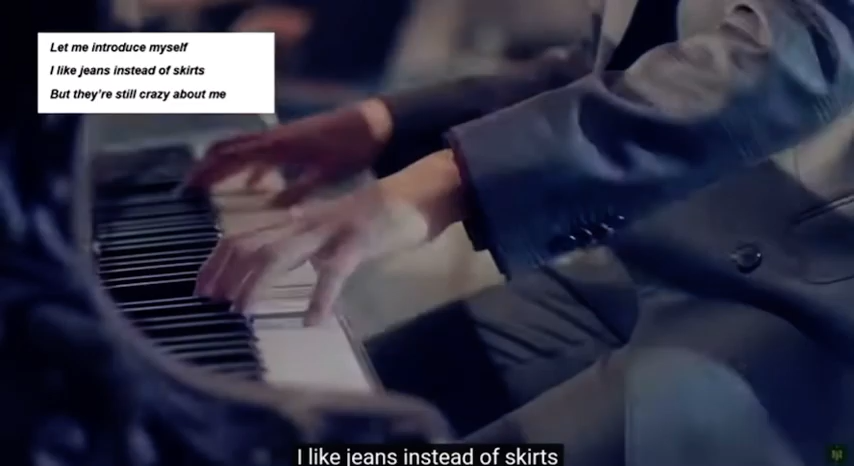 Let me introduce myself
I like jeans instead of skirts
But they're still crazy about me
I like jeans instead of skirts